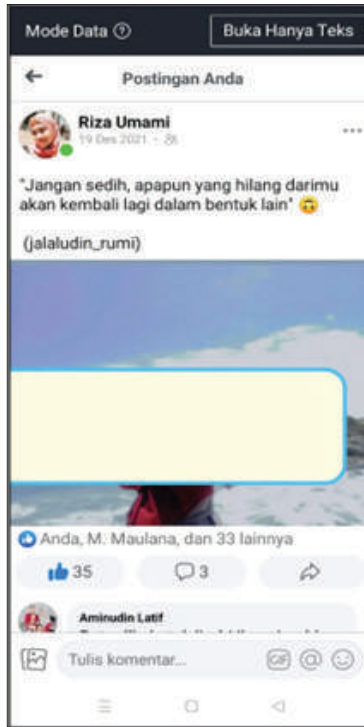 Mode Data ? Buka Hanya Teks
Postingan Anda
Riza Umami
19 Des 2021
"Jangan sedih, apapun yang hilang darimu
akan kembali lagi dalam bentuk lain" 🙃
(jalaludin_rumi)
Anda, M. Maulana, dan 33 lainnya
35 3
Aminudin Latif
Tulis komentar... GIF @